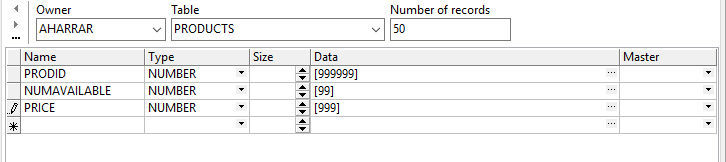 Owner Table Number of records
AHARRAR PRODUCTS 50
Name Type Size Data Master
PRODID NUMBER [999999]
NUMAVAILABLE NUMBER [99]
PRICE NUMBER [999]